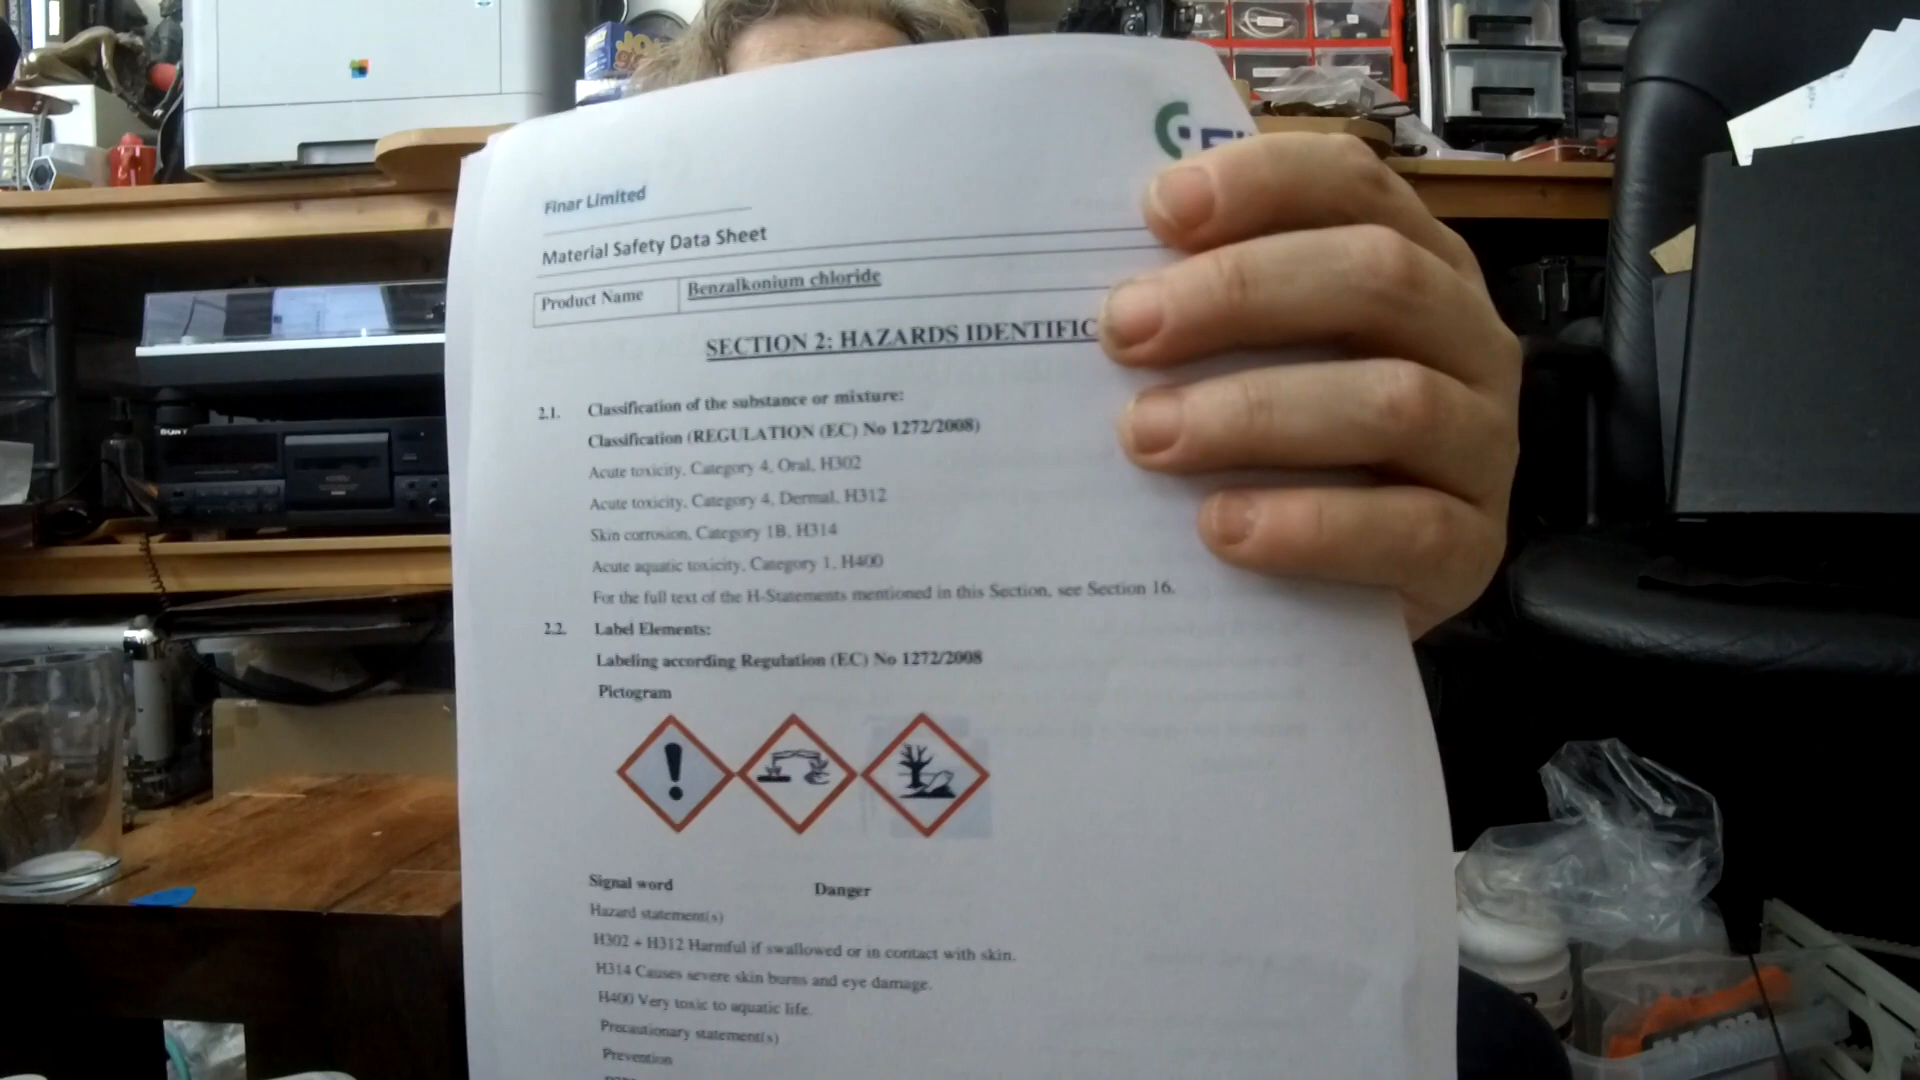 Finar Limited
Material Safety Data Sheet
Product Name Benzalkonium chloride
SECTION 2: HAZARDS IDENTIFIC
2.1. Classification of the substance or mixture:
Classification (REGULATION (EC) No 1272/2008)
Acute toxicity, Category 4, Oral, H302
Acute toxicity, Category 4, Dermal, H312
Skin corrosion, Category 1B, H314
Acute aquatic toxicity, Category 1, H400
For the full text of the H-Statements mentioned in this Section, see Section 16.
2.2. Label Elements:
Labeling according Regulation (EC) No 1272/2008
Pictogram
Signal word Danger
Hazard statement(s)
H302 + H312 Harmful if swallowed or in contact with skin.
H314 Causes severe skin burns and eye damage.
H400 Very toxic to aquatic life.
Precautionary statement(s)
Prevention
SONY